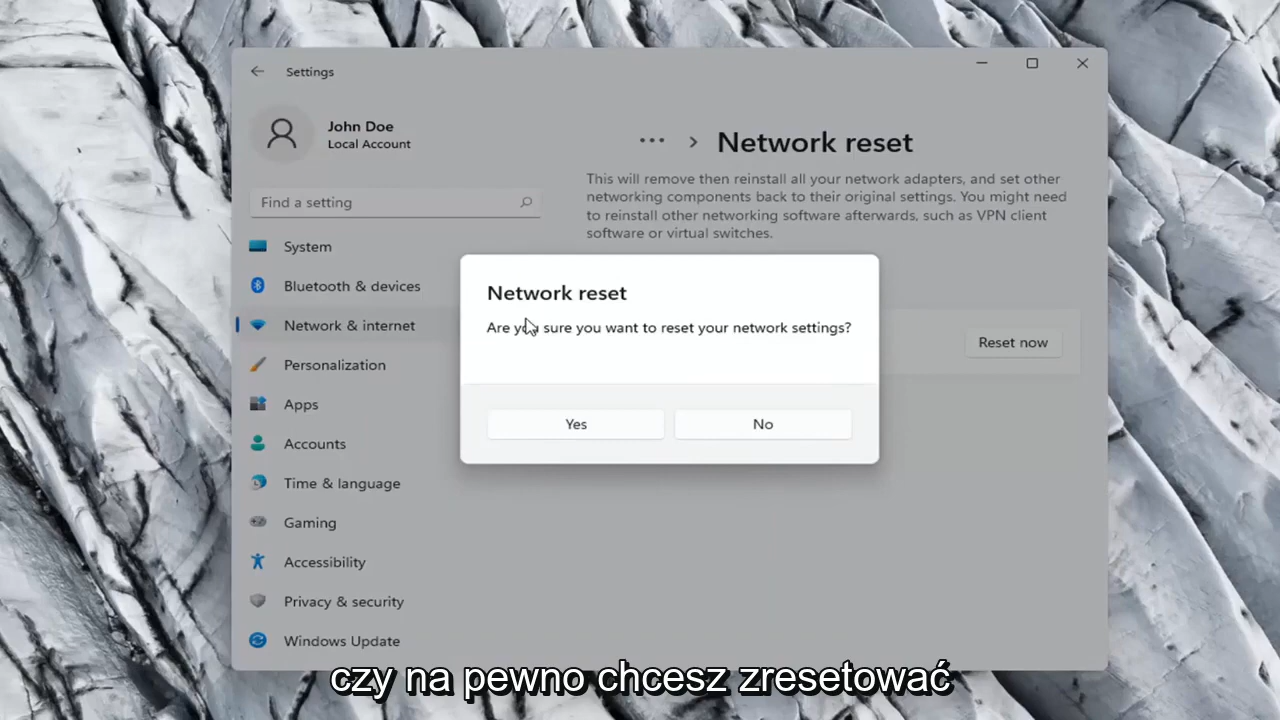 Settings
John Doe
Local Account
Find a setting
System
Bluetooth & devices
Network & internet
Personalization
Apps
Accounts
Time & language
Gaming
Accessibility
Privacy & security
Windows Update
... > Network reset
This will remove then reinstall all your network adapters, and set other
networking components back to their original settings. You might need
to reinstall other networking software afterwards, such as VPN client
software or virtual switches.
Reset now
Network reset
Are you sure you want to reset your network settings?
Yes
No
czy na pewno chcesz zresetować